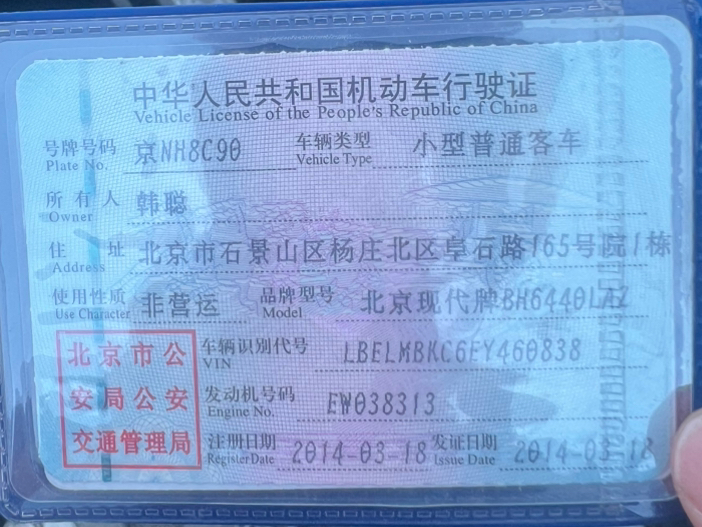 中华人民共和国机动车行驶证
Vehicle License of the People's Republic of China
号牌号码 京NH8C90 车辆类型 小型普通客车
Plate No. Vehicle Type
所有人 韩聪
Owner
住址 北京市石景山区杨庄北区阜石路165号院1栋
Address
使用性质 非营运 品牌型号 北京现代牌BH6440LAZ
Use Character Model
北京市公
安局公安
交通管理局
车辆识别代号 LBELMBKC6EY460838
VIN
发动机号码 EW038313
Engine No.
注册日期 2014-03-18 发证日期 2014-03-18
Register Date Issue Date